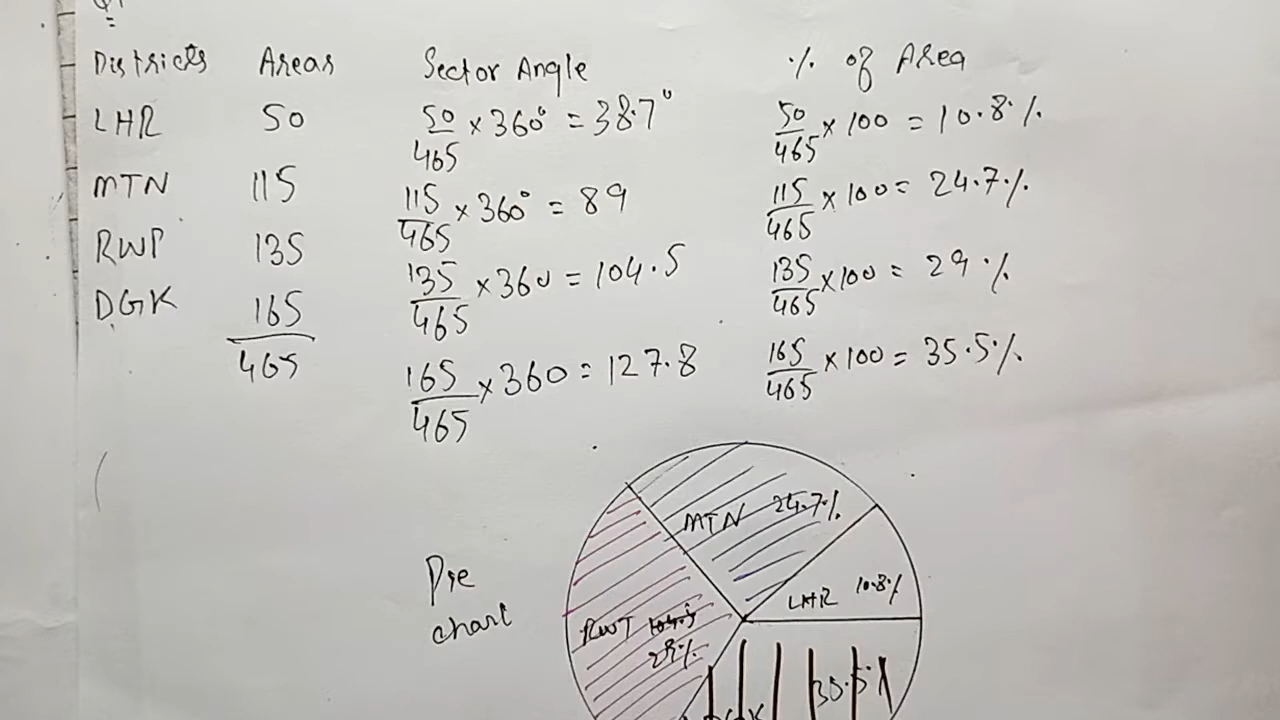 Districts Areas Sector Angle % of Area
LHR 50 50/465 × 360° = 38.7° 50/465 × 100 = 10.8%
MTN 115 115/465 × 360° = 89 115/465 × 100 = 24.7%
RWP 135 135/465 × 360 = 104.5 135/465 × 100 = 29%
DGK 165 165/465 × 360 = 127.8 165/465 × 100 = 35.5%
465
Pie
chart
MTN 24.7%
LHR 10.8%
RWT 104.5
29%
35.5%